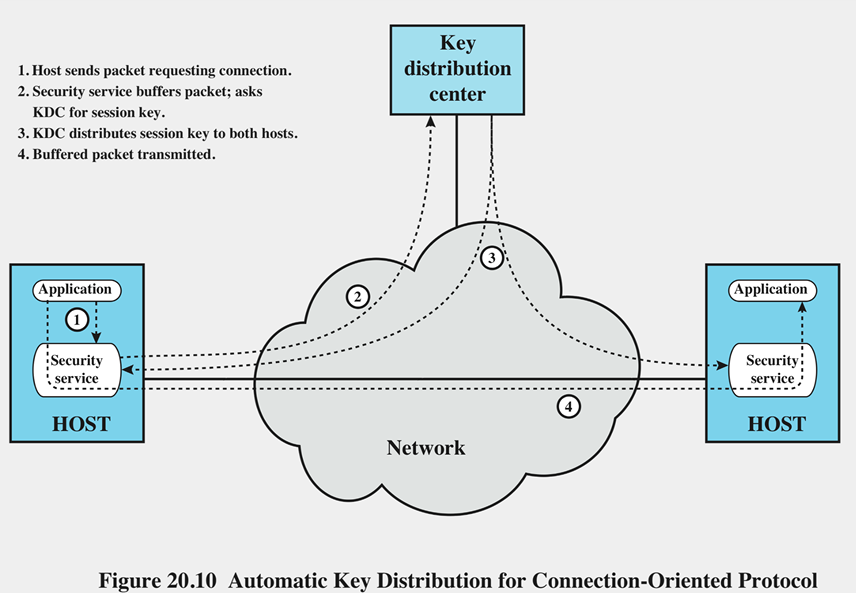 Key
distribution
center
1. Host sends packet requesting connection.
2. Security service buffers packet; asks
KDC for session key.
3. KDC distributes session key to both hosts.
4. Buffered packet transmitted.
3
2
Application
1
Security
service
HOST
Application
Security
service
HOST
4
Network
Figure 20.10 Automatic Key Distribution for Connection-Oriented Protocol